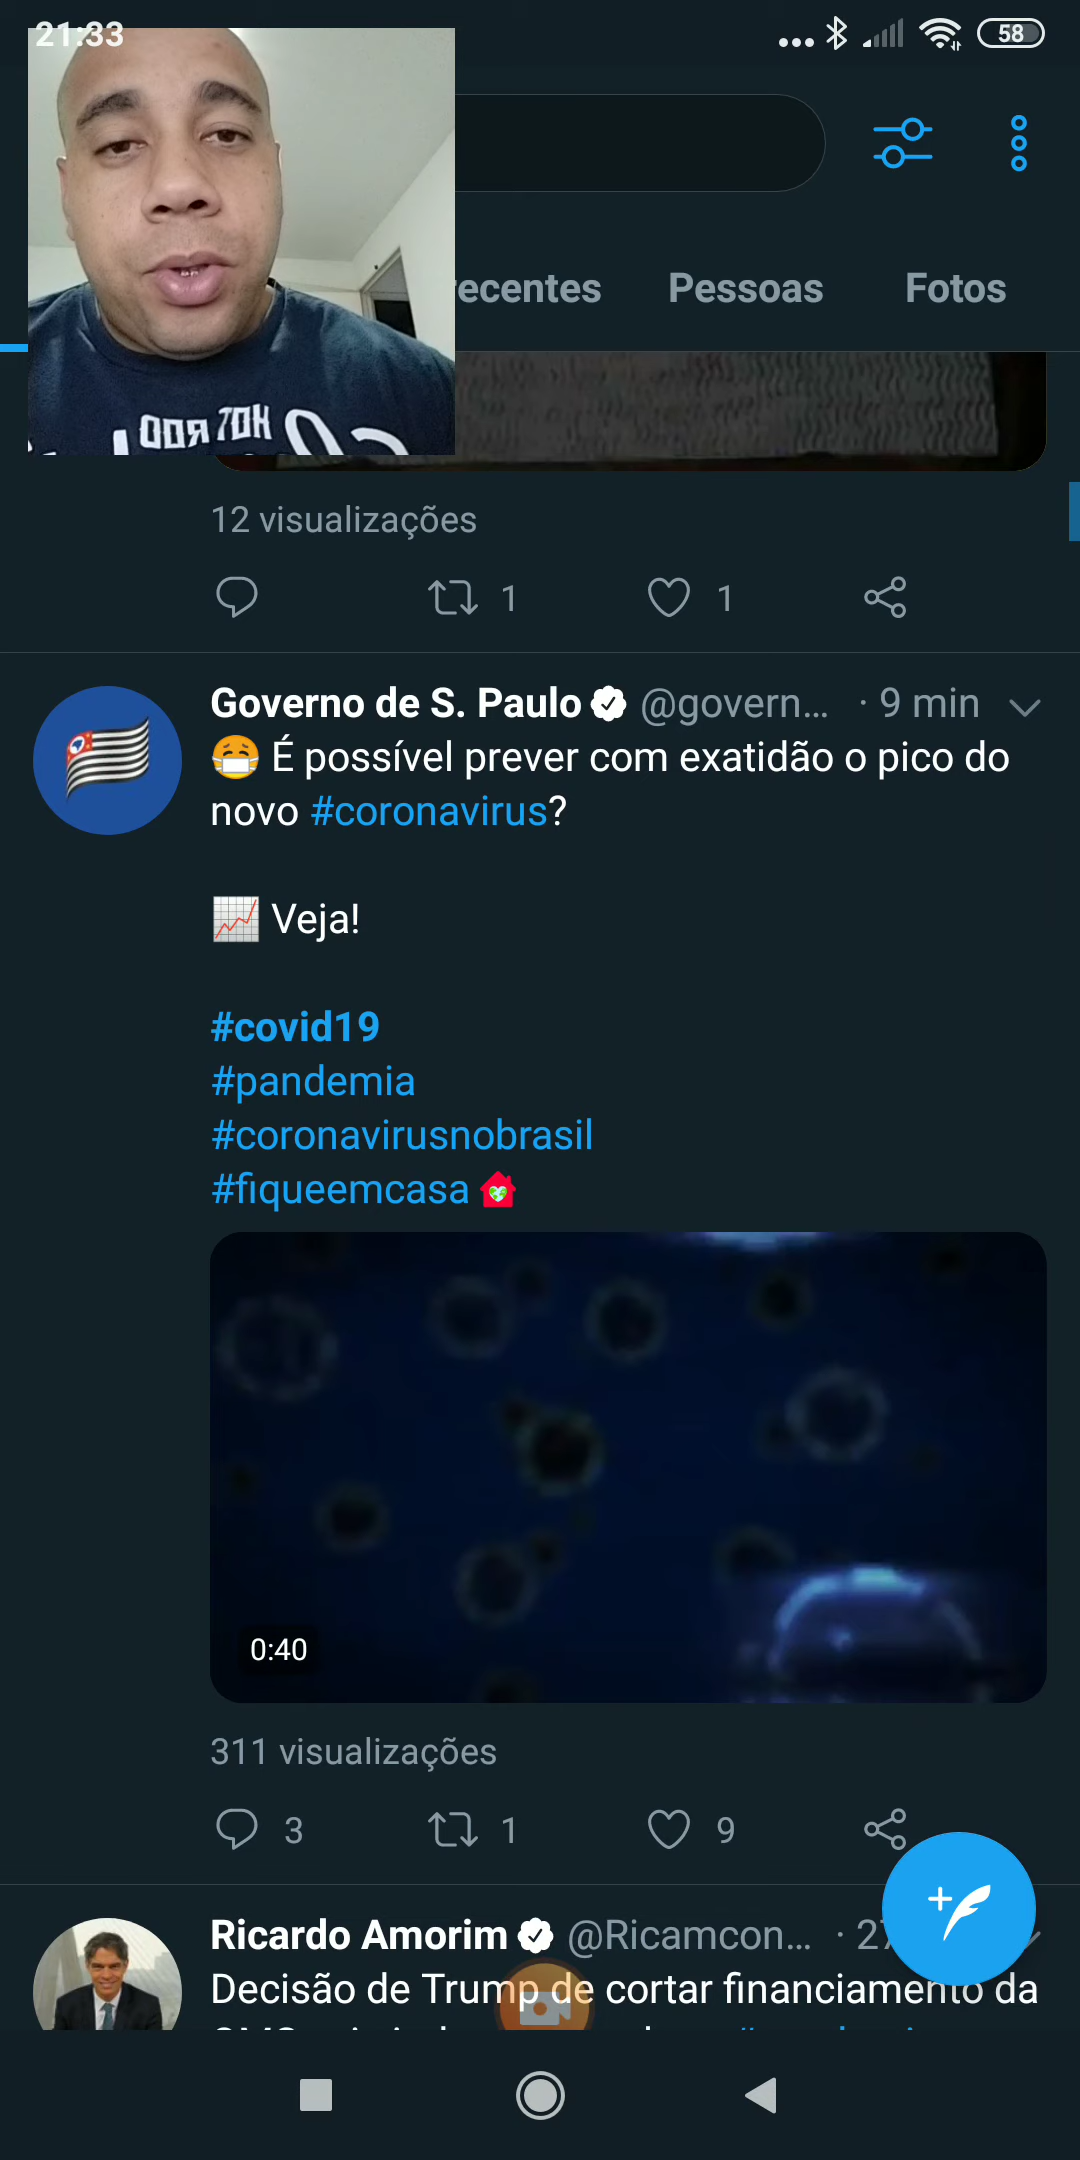 21:33
58
recentes
Pessoas
Fotos
12 visualizações
1
1
Governo de S. Paulo @govern... · 9 min
😷 É possível prever com exatidão o pico do
novo #coronavirus?
📈 Veja!
#covid19
#pandemia
#coronavirusnobrasil
#fiqueemcasa
0:40
311 visualizações
3
1
9
Ricardo Amorim @Ricamcon... · 27
Decisão de Trump de cortar financiamento da